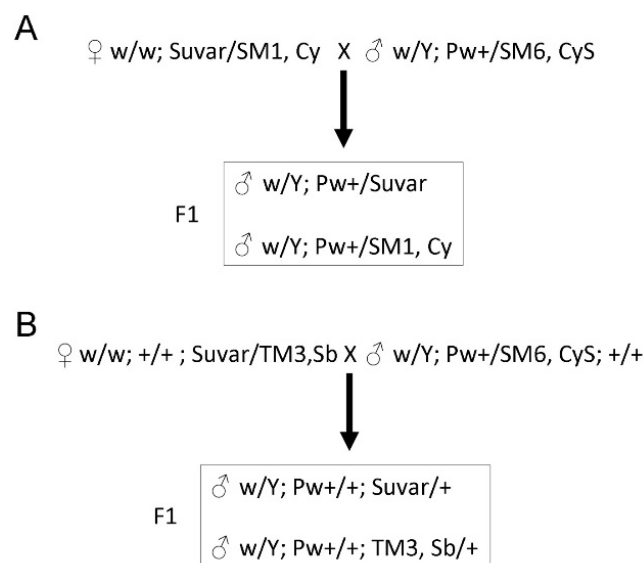 A
♀ w/w; Suvar/SM1, Cy X ♂ w/Y; Pw+/SM6, CyS
F1
♂ w/Y; Pw+/Suvar
♂ w/Y; Pw+/SM1, Cy
B
♀ w/w; +/+ ; Suvar/TM3,Sb X ♂ w/Y; Pw+/SM6, CyS; +/+
F1
♂ w/Y; Pw+/+; Suvar/+
♂ w/Y; Pw+/+; TM3, Sb/+